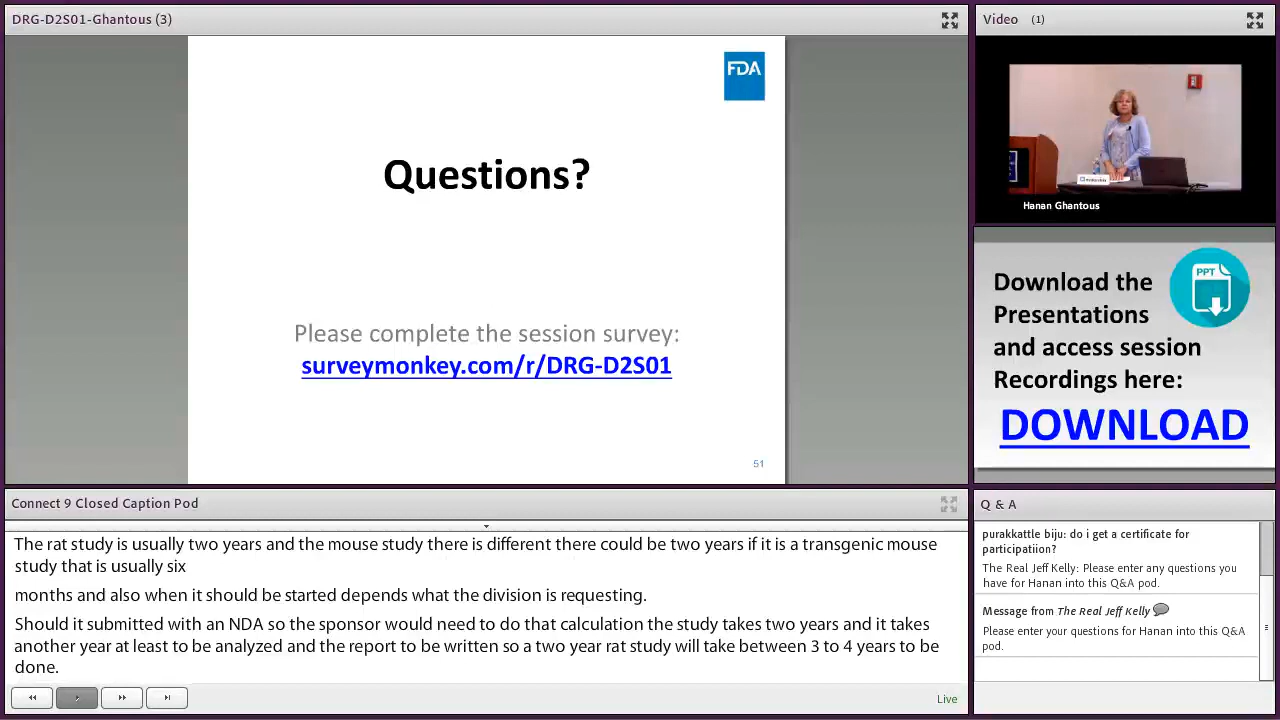 DRG-D2S01-Ghantous (3)
FDA
Questions?
Please complete the session survey:
surveymonkey.com/r/DRG-D2S01
51
Video (1)
Hanan Ghantous
PPT
Download the
Presentations
and access session
Recordings here:
DOWNLOAD
Connect 9 Closed Caption Pod
The rat study is usually two years and the mouse study there is different there could be two years if it is a transgenic mouse
study that is usually six
months and also when it should be started depends what the division is requesting.
Should it submitted with an NDA so the sponsor would need to do that calculation the study takes two years and it takes
another year at least to be analyzed and the report to be written so a two year rat study will take between 3 to 4 years to be
done.
Live
Q & A
purakkattle biju: do i get a certificate for
participatiion?
The Real Jeff Kelly: Please enter any questions you
have for Hanan into this Q&A pod.
Message from The Real Jeff Kelly
Please enter your questions for Hanan into this Q&A
pod.